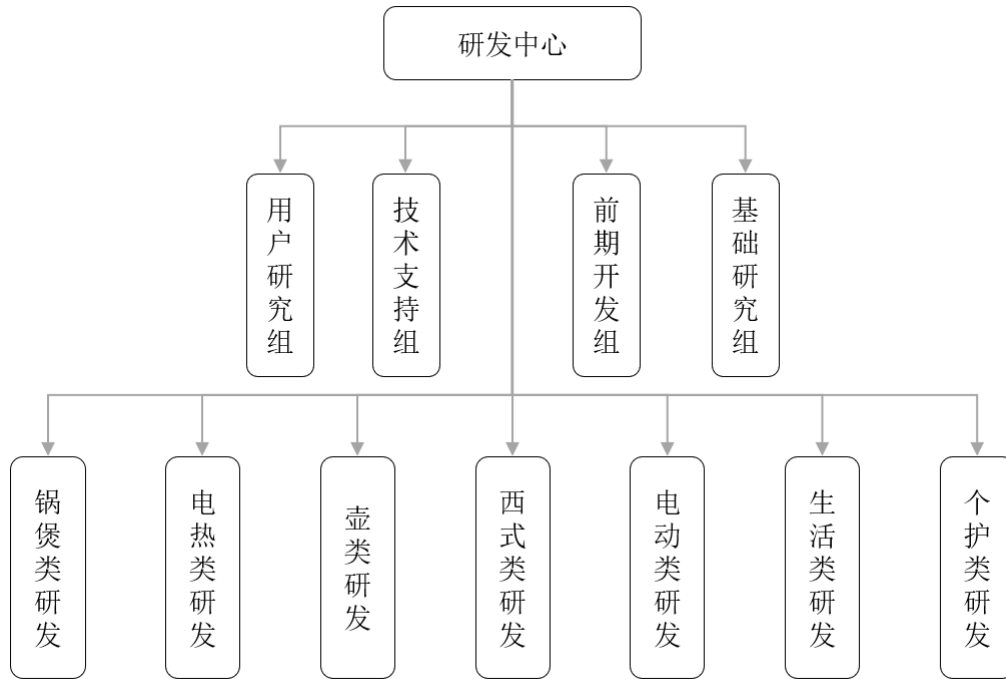 研发中心
用户研究组
技术支持组
前期开发组
基础研究组
锅煲类研发
电热类研发
壶类研发
西式类研发
电动类研发
生活类研发
个护类研发